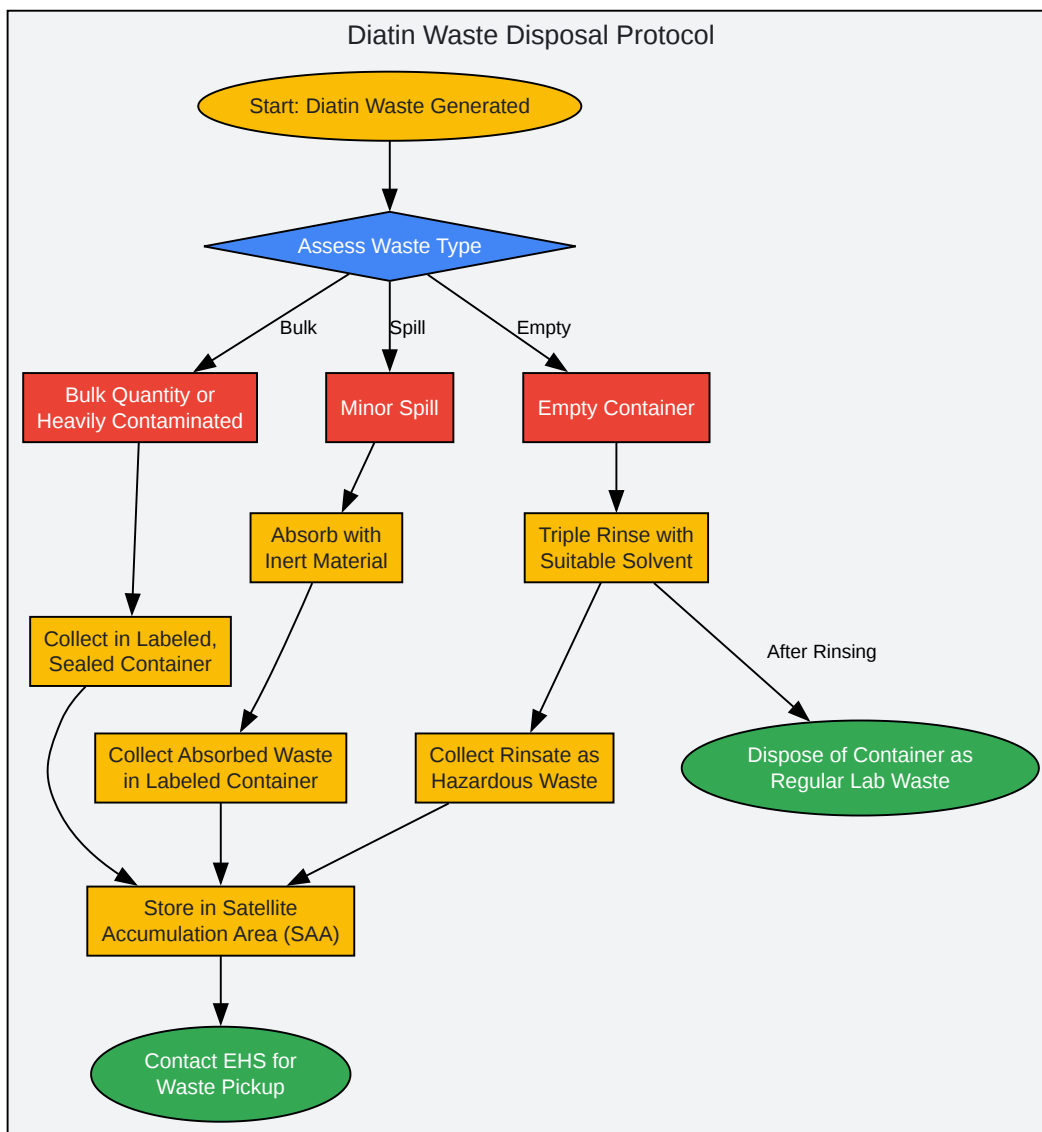 Diatin Waste Disposal Protocol
Start: Diatin Waste Generated
Assess Waste Type
Bulk
Spill
Empty
Bulk Quantity or
Heavily Contaminated
Minor Spill
Empty Container
Absorb with
Inert Material
Triple Rinse with
Suitable Solvent
Collect in Labeled,
Sealed Container
After Rinsing
Collect Absorbed Waste
in Labeled Container
Collect Rinsate as
Hazardous Waste
Dispose of Container as
Regular Lab Waste
Store in Satellite
Accumulation Area (SAA)
Contact EHS for
Waste Pickup